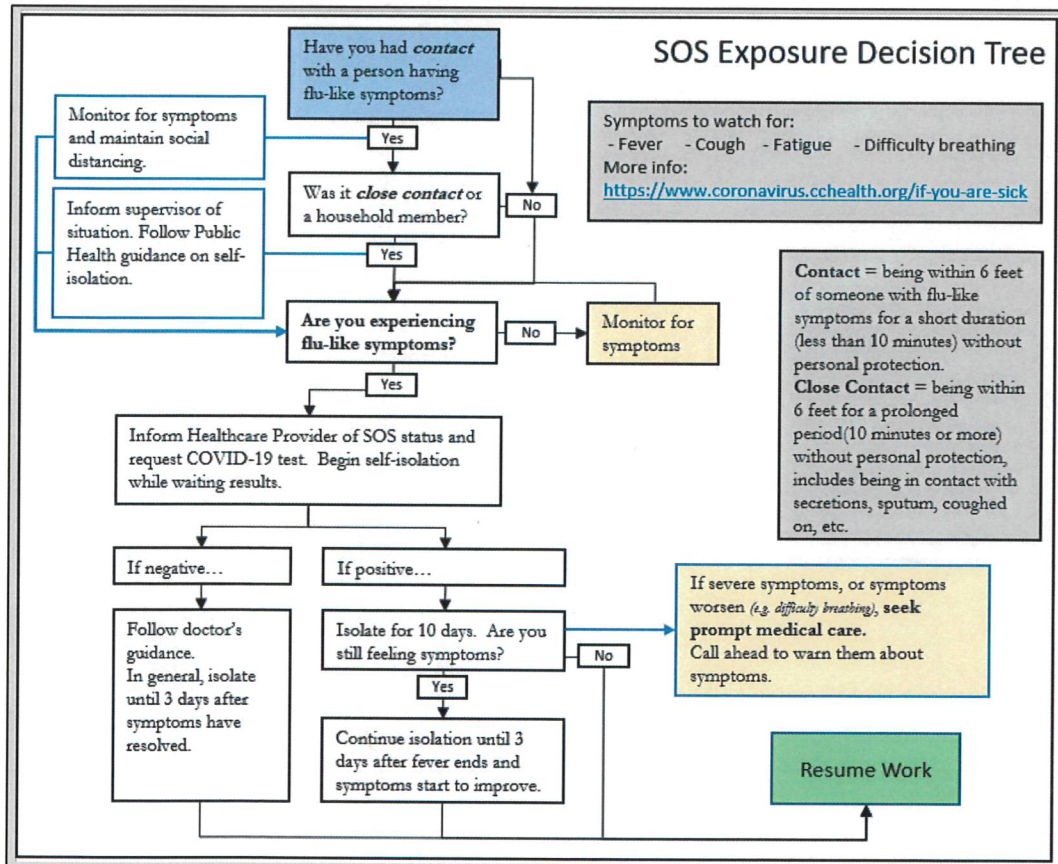 SOS Exposure Decision Tree
Have you had contact
with a person having
flu-like symptoms?
Monitor for symptoms
and maintain social
distancing.
Yes
Symptoms to watch for:
- Fever - Cough - Fatigue - Difficulty breathing
More info:
https://www.coronavirus.cchealth.org/if-you-are-sick
Was it close contact or
a household member?
No
Inform supervisor of
situation. Follow Public
Health guidance on self-
isolation.
Yes
Contact = being within 6 feet
of someone with flu-like
symptoms for a short duration
(less than 10 minutes) without
personal protection.
Close Contact = being within
6 feet for a prolonged
period(10 minutes or more)
without personal protection,
includes being in contact with
secretions, sputum, coughed
on, etc.
Are you experiencing
flu-like symptoms?
No
Monitor for
symptoms
Yes
Inform Healthcare Provider of SOS status and
request COVID-19 test. Begin self-isolation
while waiting results.
If negative…
If positive…
Follow doctor's
guidance.
In general, isolate
until 3 days after
symptoms have
resolved.
Isolate for 10 days. Are you
still feeling symptoms?
No
If severe symptoms, or symptoms
worsen (e.g. difficulty breathing), seek
prompt medical care.
Call ahead to warn them about
symptoms.
Yes
Continue isolation until 3
days after fever ends and
symptoms start to improve.
Resume Work